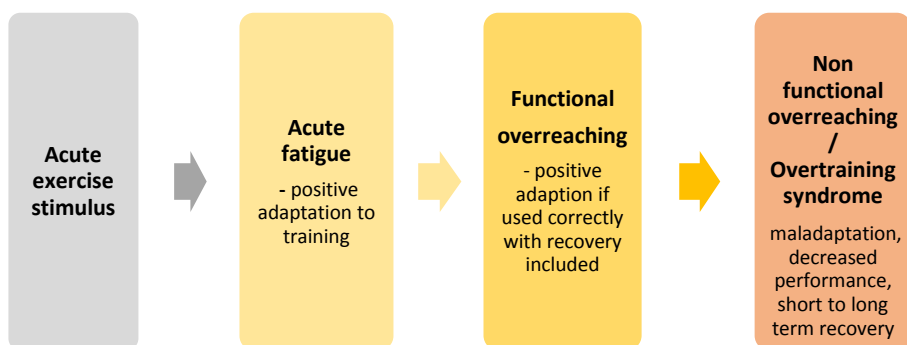 Acute
exercise
stimulus
Acute
fatigue
- positive
adaptation to
training
Functional
overreaching
- positive
adaption if
used correctly
with recovery
included
Non
functional
overreaching
/
Overtraining
syndrome
maladaptation,
decreased
performance,
short to long
term recovery